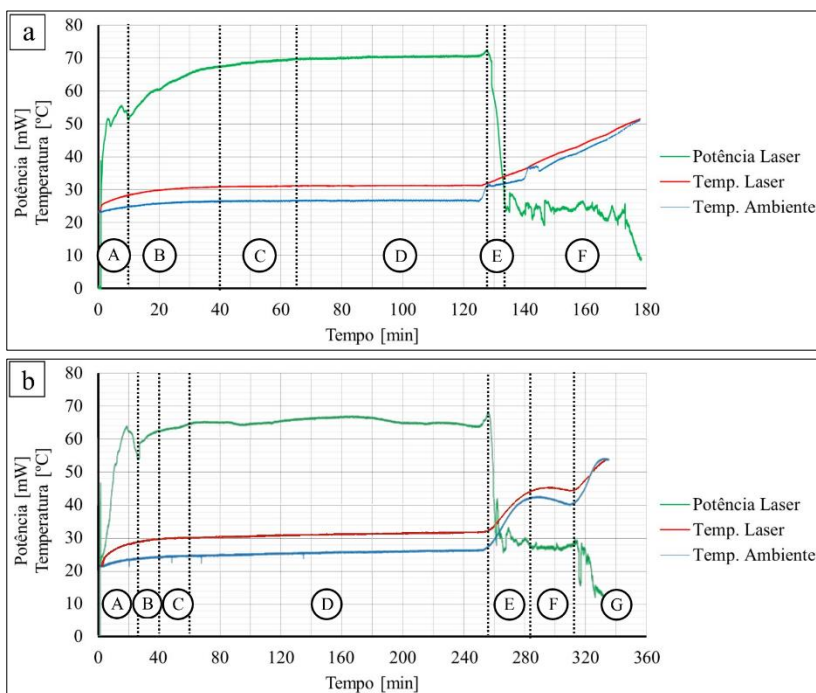 a
Potência [mW]
Temperatura [ºC]
80
70
60
50
40
30
20
10
0
A
B
C
D
E
F
0 20 40 60 80 100 120 140 160 180
Tempo [min]
Potência Laser
Temp. Laser
Temp. Ambiente
b
Potência [mW]
Temperatura [ºC]
80
70
60
50
40
30
20
10
0
A
B
C
D
E
F
G
0 40 80 120 160 200 240 280 320 360
Tempo [min]
Potência Laser
Temp. Laser
Temp. Ambiente